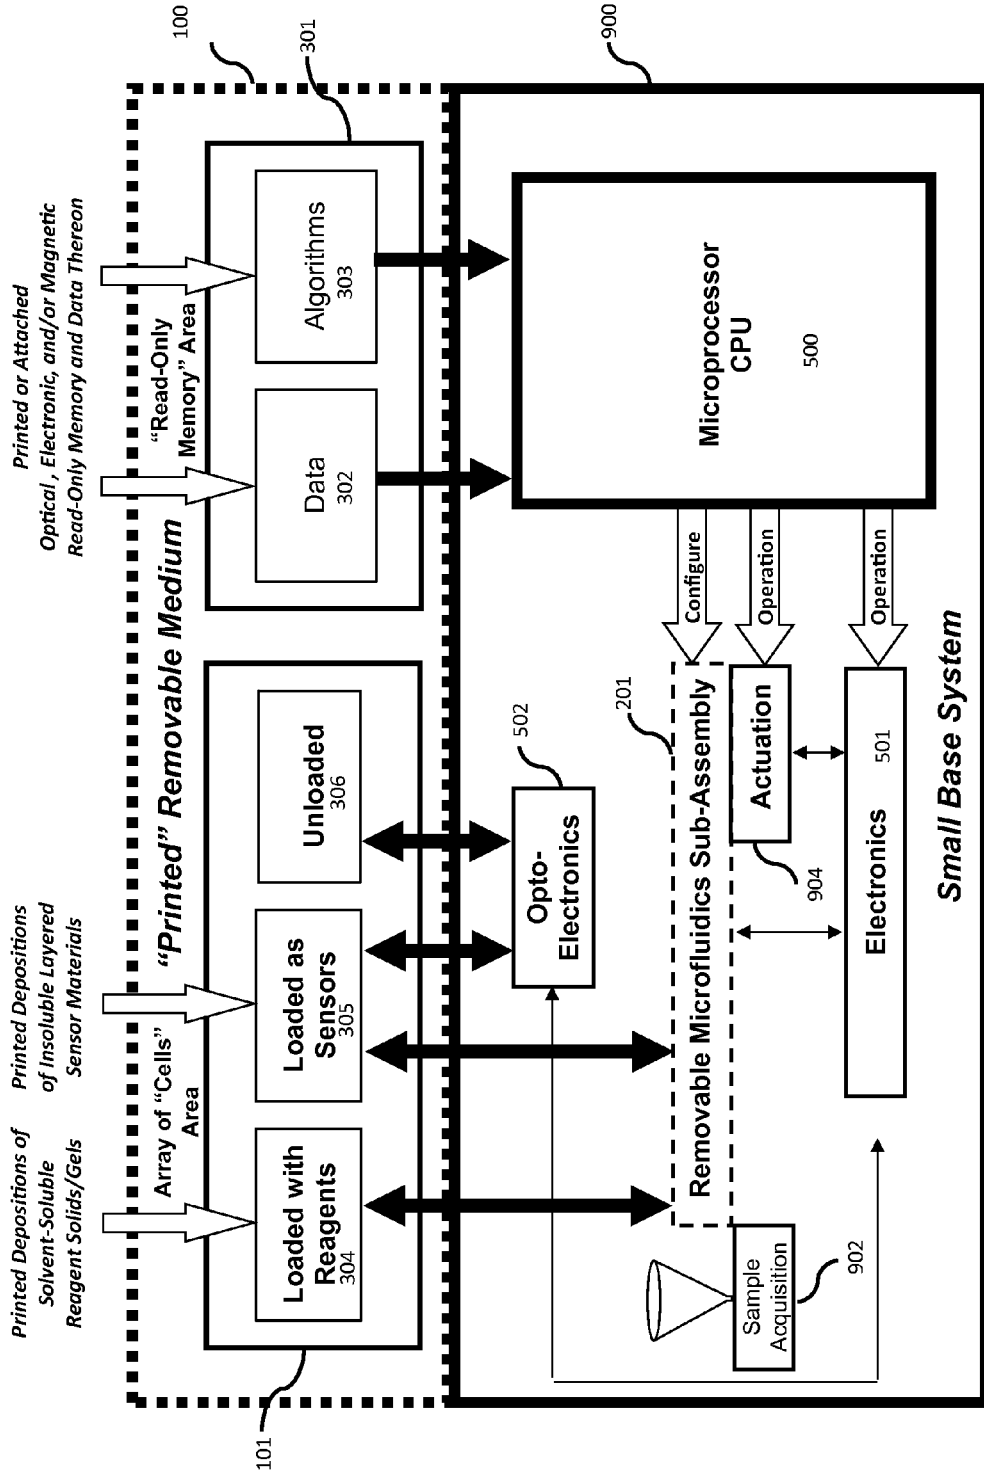 Printed Depositions of
Solvent-Soluble
Reagent Solids/Gels
Printed Depositions
of Insoluble Layered
Sensor Materials
Printed or Attached
Optical , Electronic, and/or Magnetic
Read-Only Memory and Data Thereon
100
“Printed” Removable Medium
Array of “Cells”
Area
“Read-Only
Memory” Area
301
101
Loaded with
Reagents
304
Loaded as
Sensors
305
Unloaded
306
Data
302
Algorithms
303
900
502
Opto-
Electronics
201
Removable Microfluidics Sub-Assembly
Configure
Operation
Operation
Microprocessor
CPU
500
Sample
Acquisition
902
Actuation
904
Electronics
501
Small Base System